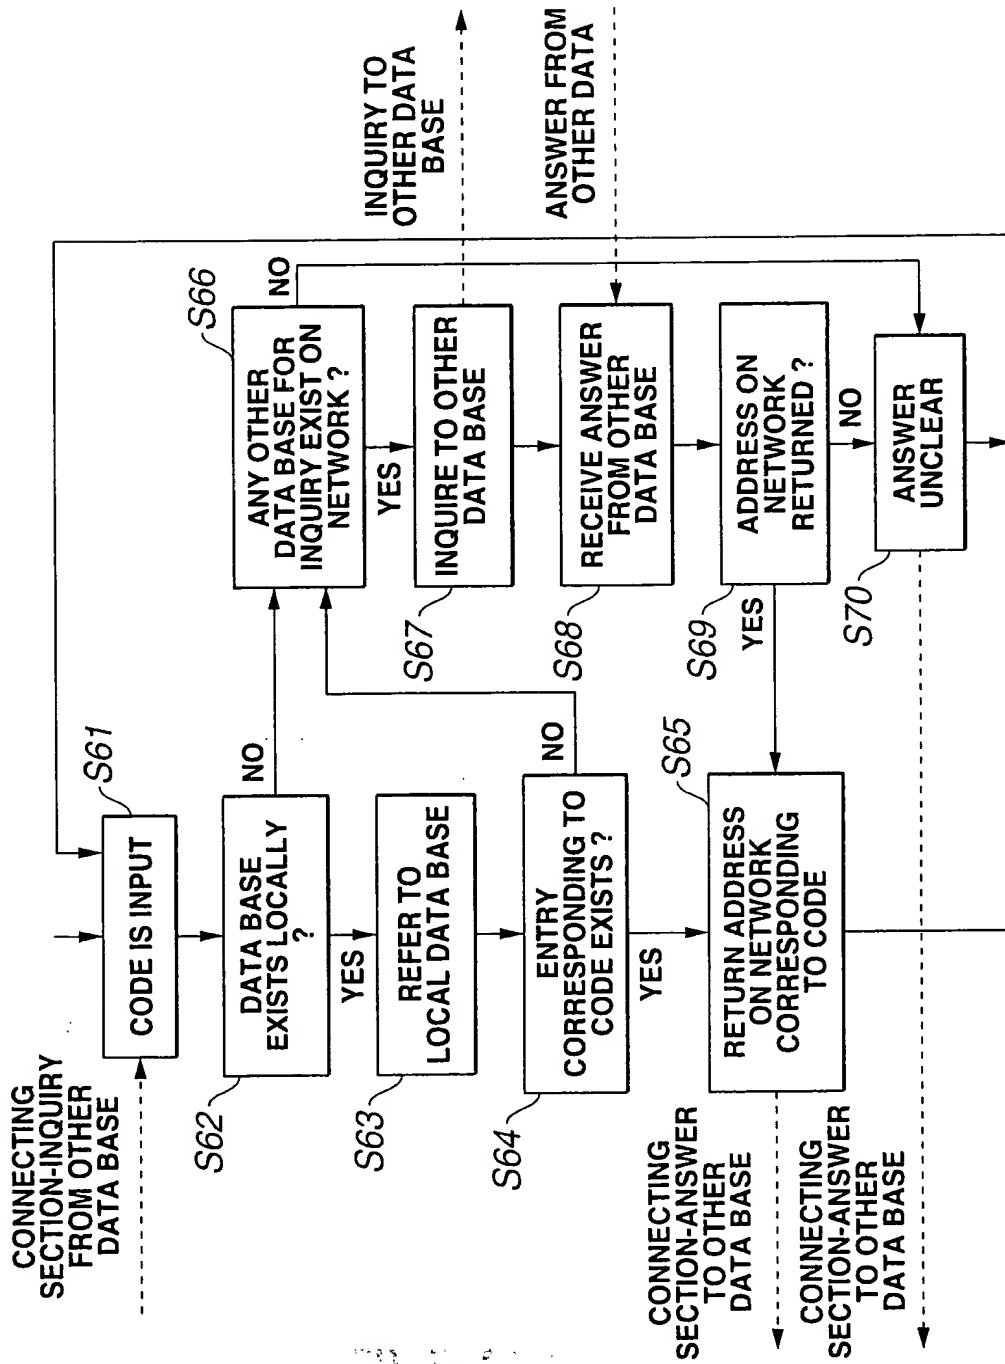 CONNECTING
SECTION-INQUIRY
FROM OTHER
DATA BASE
S61
CODE IS INPUT
S62
DATA BASE
EXISTS LOCALLY
?
NO
YES
S63
REFER TO
LOCAL DATA BASE
S64
ENTRY
CORRESPONDING TO
CODE EXISTS ?
NO
YES
S65
RETURN ADDRESS
ON NETWORK
CORRESPONDING
TO CODE
CONNECTING
SECTION-ANSWER
TO OTHER
DATA BASE
CONNECTING
SECTION-ANSWER
TO OTHER
DATA BASE
S66
ANY OTHER
DATA BASE FOR
INQUIRY EXIST ON
NETWORK ?
NO
YES
S67
INQUIRE TO OTHER
DATA BASE
INQUIRY TO
OTHER DATA
BASE
S68
RECEIVE ANSWER
FROM OTHER
DATA BASE
ANSWER FROM
OTHER DATA
S69
ADDRESS ON
NETWORK
RETURNED ?
YES
NO
S70
ANSWER
UNCLEAR